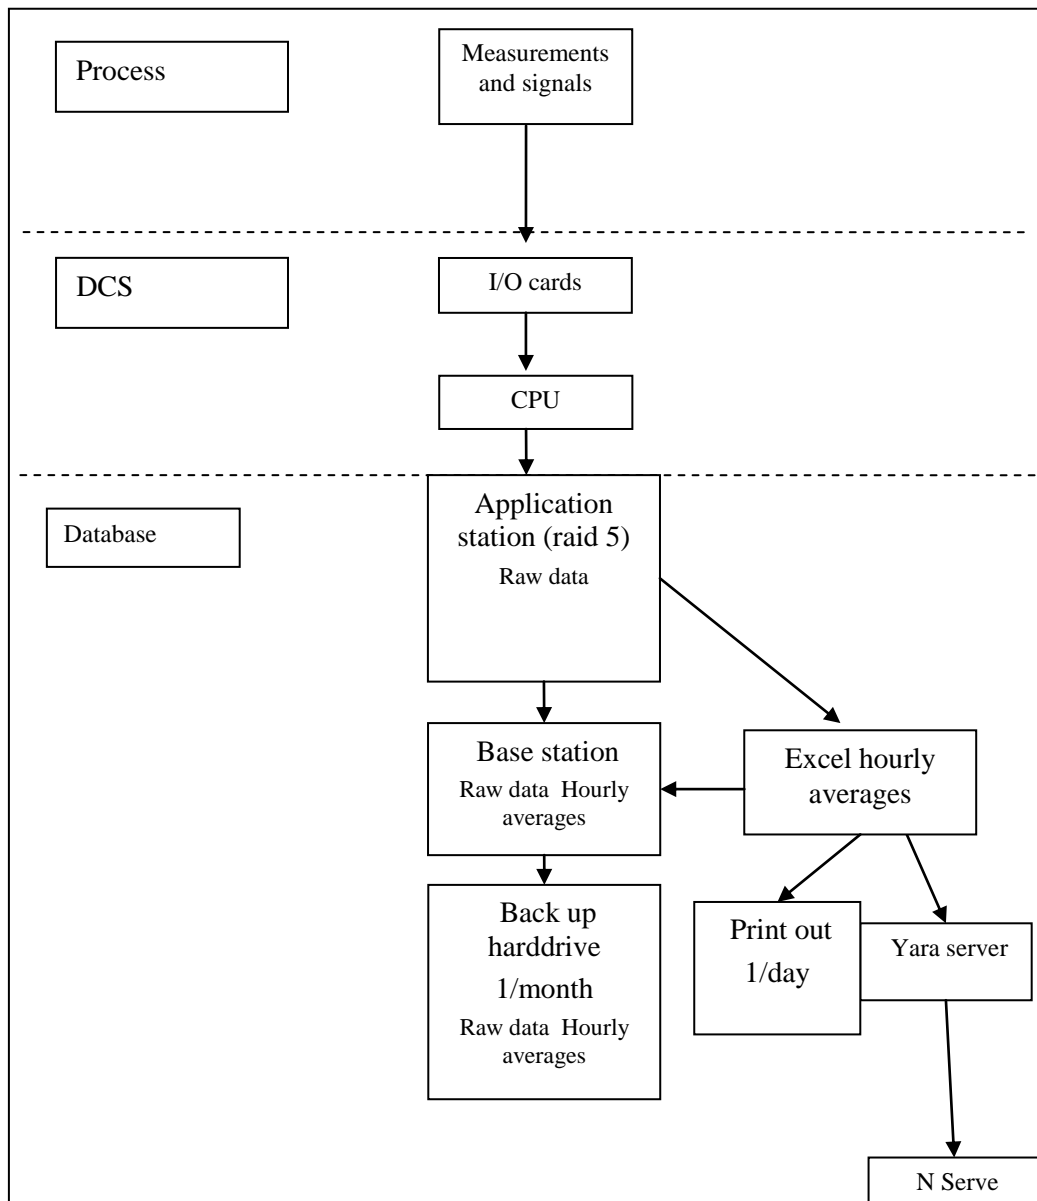 Process
Measurements
and signals
DCS
I/O cards
CPU
Database
Application
station (raid 5)
Raw data
Base station
Raw data  Hourly
averages
Excel hourly
averages
Back up
harddrive
1/month
Raw data  Hourly
averages
Print out
1/day
Yara server
N Serve